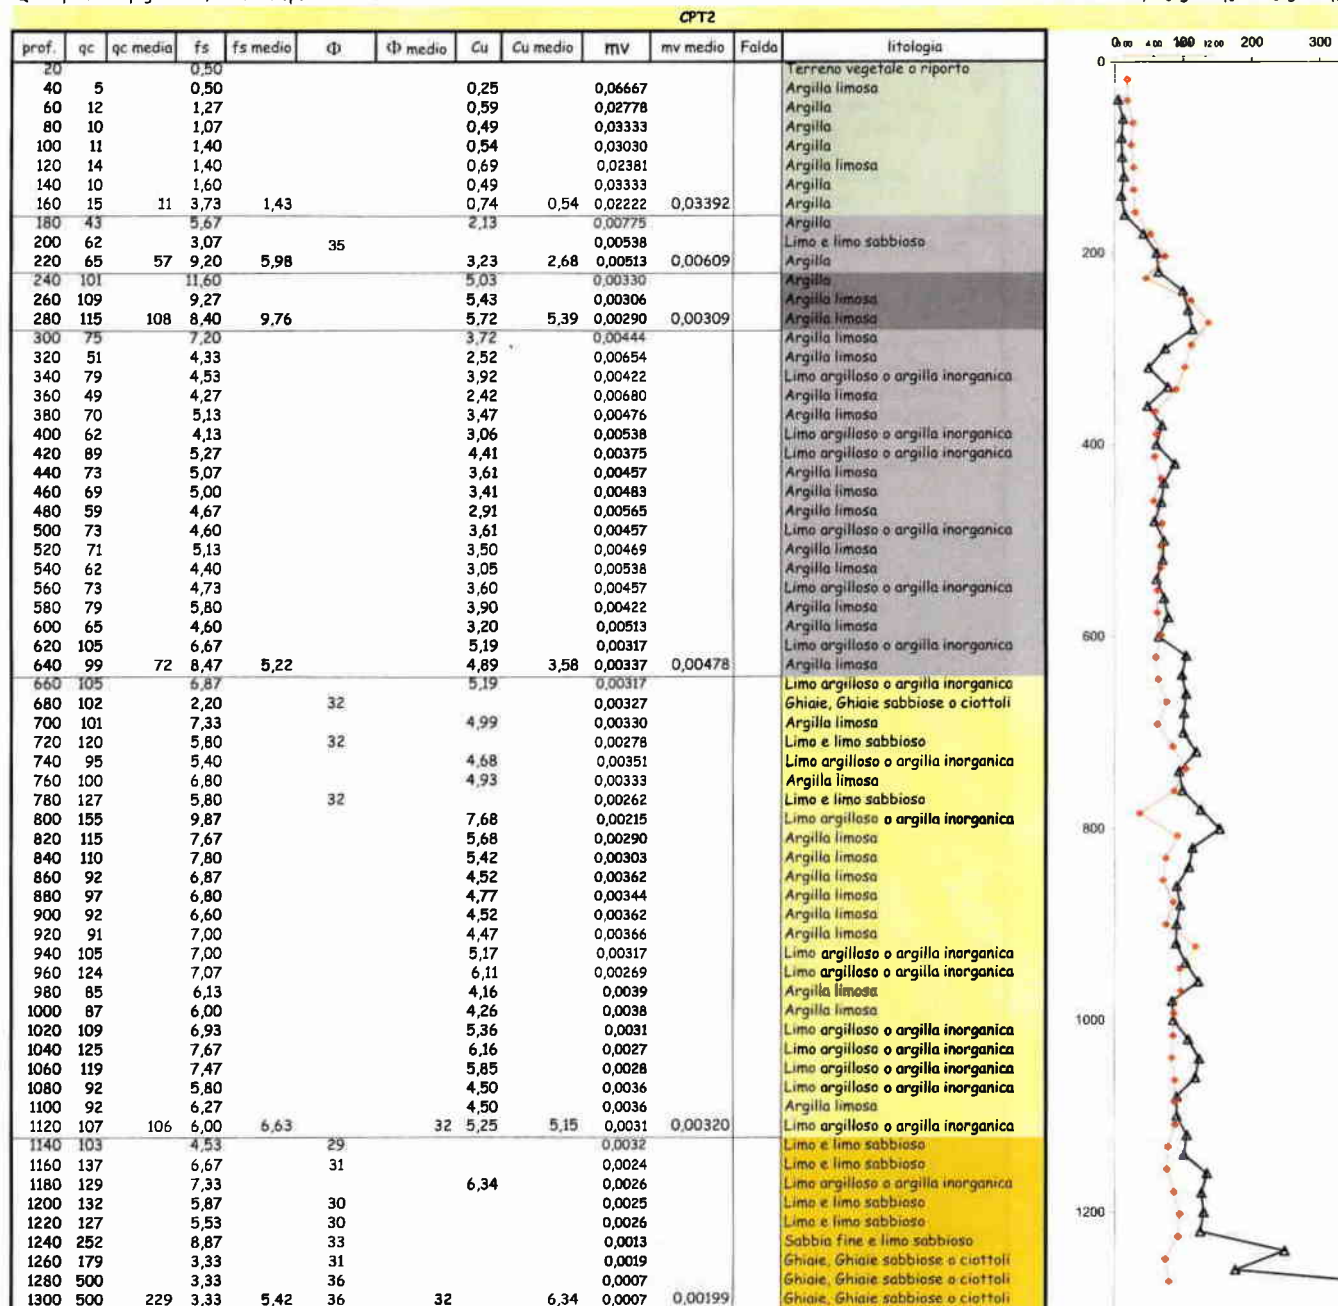 CPT2
prof. qc qc media fs fs medio Φ Φ medio Cu Cu medio mv mv medio Falda litologia
20 0,50 Terreno vegetale o riporto
40 5 0,50 0,25 0,06667 Argilla limosa
60 12 1,27 0,59 0,02778 Argilla
80 10 1,07 0,49 0,03333 Argilla
100 11 1,40 0,54 0,03030 Argilla
120 14 1,40 0,69 0,02381 Argilla limosa
140 10 1,60 0,49 0,03333 Argilla
160 15 11 3,73 1,43 0,74 0,54 0,02222 0,03392 Argilla
180 43 5,67 2,13 0,00775 Argilla
200 62 3,07 35 0,00538 Limo e limo sabbioso
220 65 57 9,20 5,98 3,23 2,68 0,00513 0,00609 Argilla
240 101 11,60 5,03 0,00330 Argilla
260 109 9,27 5,43 0,00306 Argilla limosa
280 115 108 8,40 9,76 5,72 5,39 0,00290 0,00309 Argilla limosa
300 75 7,20 3,72 0,00444 Argilla limosa
320 51 4,33 2,52 0,00654 Argilla limosa
340 79 4,53 3,92 0,00422 Limo argilloso o argilla inorganica
360 49 4,27 2,42 0,00680 Argilla limosa
380 70 5,13 3,47 0,00476 Argilla limosa
400 62 4,13 3,06 0,00538 Limo argilloso o argilla inorganica
420 89 5,27 4,41 0,00375 Limo argilloso o argilla inorganica
440 73 5,07 3,61 0,00457 Argilla limosa
460 69 5,00 3,41 0,00483 Argilla limosa
480 59 4,67 2,91 0,00565 Argilla limosa
500 73 4,60 3,61 0,00457 Limo argilloso o argilla inorganica
520 71 5,13 3,50 0,00469 Argilla limosa
540 62 4,40 3,05 0,00538 Argilla limosa
560 73 4,73 3,60 0,00457 Limo argilloso o argilla inorganica
580 79 5,80 3,90 0,00422 Argilla limosa
600 65 4,60 3,20 0,00513 Argilla limosa
620 105 6,67 5,19 0,00317 Limo argilloso o argilla inorganica
640 99 72 8,47 5,22 4,89 3,58 0,00337 0,00478 Argilla limosa
660 105 6,87 5,19 0,00317 Limo argilloso o argilla inorganica
680 102 2,20 32 0,00327 Ghiaie, Ghiaie sabbiose o ciottoli
700 101 7,33 4,99 0,00330 Argilla limosa
720 120 5,80 32 0,00278 Limo e limo sabbioso
740 95 5,40 4,68 0,00351 Limo argilloso o argilla inorganica
760 100 6,80 4,93 0,00333 Argilla limosa
780 127 5,80 32 0,00262 Limo e limo sabbioso
800 155 9,87 7,68 0,00215 Limo argilloso o argilla inorganica
820 115 7,67 5,68 0,00290 Argilla limosa
840 110 7,80 5,42 0,00303 Argilla limosa
860 92 6,87 4,52 0,00362 Argilla limosa
880 97 6,80 4,77 0,00344 Argilla limosa
900 92 6,60 4,52 0,00362 Argilla limosa
920 91 7,00 4,47 0,00366 Argilla limosa
940 105 7,00 5,17 0,00317 Limo argilloso o argilla inorganica
960 124 7,07 6,11 0,00269 Limo argilloso o argilla inorganica
980 85 6,13 4,16 0,0039 Argilla limosa
1000 87 6,00 4,26 0,0038 Argilla limosa
1020 109 6,93 5,36 0,0031 Limo argilloso o argilla inorganica
1040 125 7,67 6,16 0,0027 Limo argilloso o argilla inorganica
1060 119 7,47 5,85 0,0028 Limo argilloso o argilla inorganica
1080 92 5,80 4,50 0,0036 Limo argilloso o argilla inorganica
1100 92 6,27 4,50 0,0036 Argilla limosa
1120 107 106 6,00 6,63 32 5,25 5,15 0,0031 0,00320 Limo argilloso o argilla inorganica
1140 103 4,53 29 0,0032 Limo e limo sabbioso
1160 137 6,67 31 0,0024 Limo e limo sabbioso
1180 129 7,33 6,34 0,0026 Limo argilloso o argilla inorganica
1200 132 5,87 30 0,0025 Limo e limo sabbioso
1220 127 5,53 30 0,0026 Limo e limo sabbioso
1240 252 8,87 33 0,0013 Sabbia fine e limo sabbioso
1260 179 3,33 31 0,0019 Ghiaie, Ghiaie sabbiose o ciottoli
1280 500 3,33 36 0,0007 Ghiaie, Ghiaie sabbiose o ciottoli
1300 500 229 3,33 5,42 36 32 6,34 0,0007 0,00199 Ghiaie, Ghiaie sabbiose o ciottoli
4 00 12 00 200 300
0
200
400
600
800
1000
1200